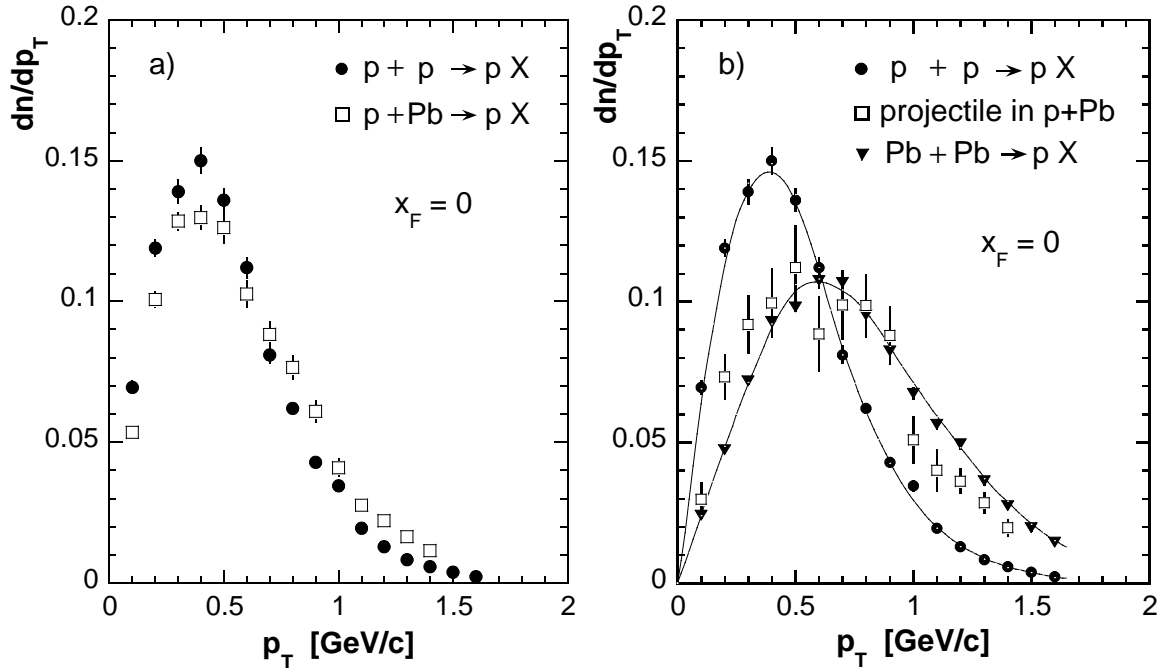 dn/dp_T
0.2
0.15
0.1
0.05
0
a)
p + p → p X
p + Pb → p X
x_F = 0
0 0.5 1 1.5 2
p_T [GeV/c]
dn/dp_T
0.2
0.15
0.1
0.05
0
b)
p + p → p X
projectile in p+Pb
Pb + Pb → p X
x_F = 0
0 0.5 1 1.5 2
p_T [GeV/c]